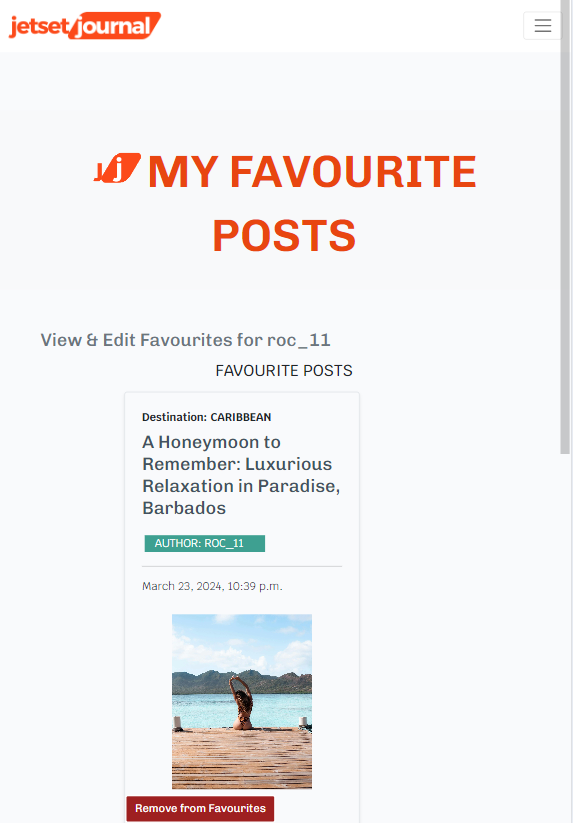 jetset/journal
j MY FAVOURITE
POSTS
View & Edit Favourites for roc_11
FAVOURITE POSTS
Destination: CARIBBEAN
A Honeymoon to
Remember: Luxurious
Relaxation in Paradise,
Barbados
AUTHOR: ROC_11
March 23, 2024, 10:39 p.m.
Remove from Favourites